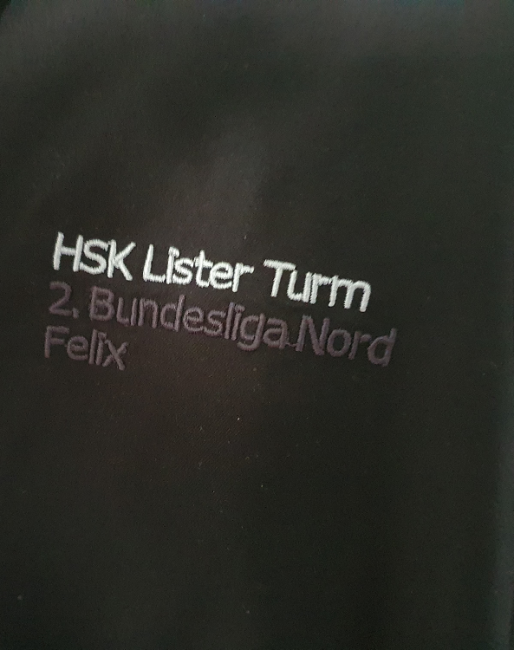 HSK Lister Turm
2. Bundesliga Nord
Felix